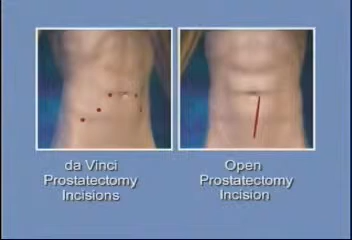 da Vinci
Prostatectomy
Incisions
Open
Prostatectomy
Incision